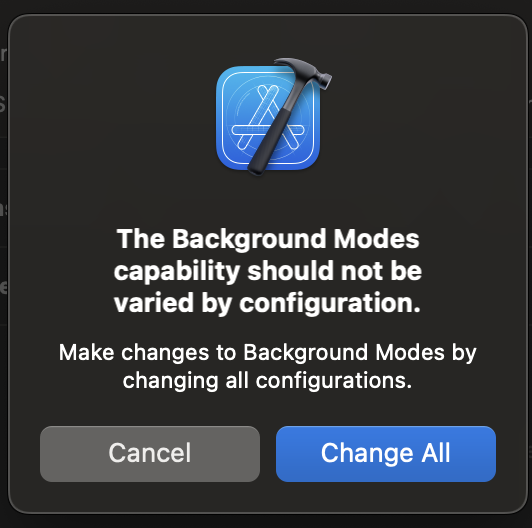 The Background Modes
capability should not be
varied by configuration.
Make changes to Background Modes by
changing all configurations.
Cancel
Change All